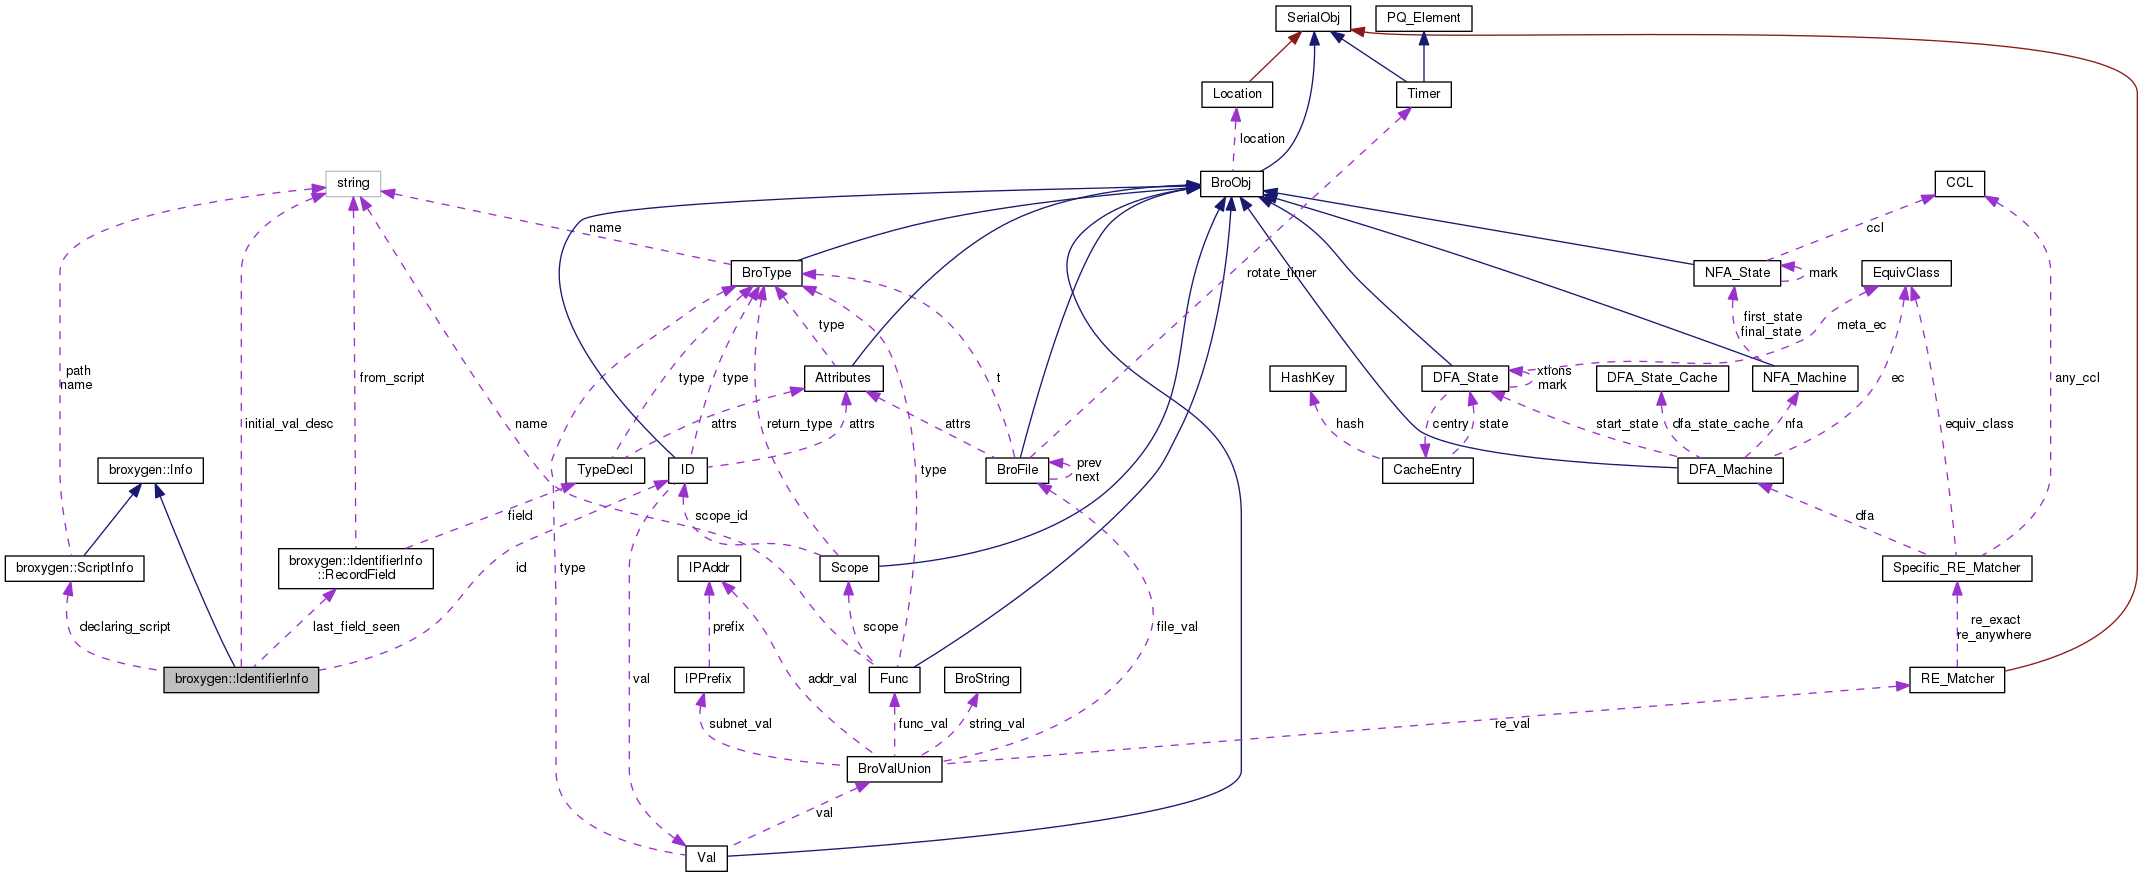 SerialObj
PQ_Element
Location
Timer
location
string
BroObj
CCL
name
ccl
BroType
rotate_timer
NFA_State
mark
EquivClass
type
first_state
final_state
meta_ec
path
name
from_script
type
type
Attributes
t
HashKey
DFA_State
xtions
mark
DFA_State_Cache
NFA_Machine
ec
any_ccl
initial_val_desc
name
attrs
return_type
attrs
attrs
hash
centry
state
start_state
dfa_state_cache
nfa
equiv_class
broxygen::Info
TypeDecl
ID
type
BroFile
prev
next
CacheEntry
DFA_Machine
field
scope_id
dfa
broxygen::ScriptInfo
broxygen::IdentifierInfo
::RecordField
id
type
IPAddr
Scope
Specific_RE_Matcher
declaring_script
last_field_seen
prefix
scope
file_val
re_exact
re_anywhere
broxygen::IdentifierInfo
val
IPPrefix
addr_val
Func
BroString
RE_Matcher
subnet_val
func_val
string_val
re_val
BroValUnion
val
Val